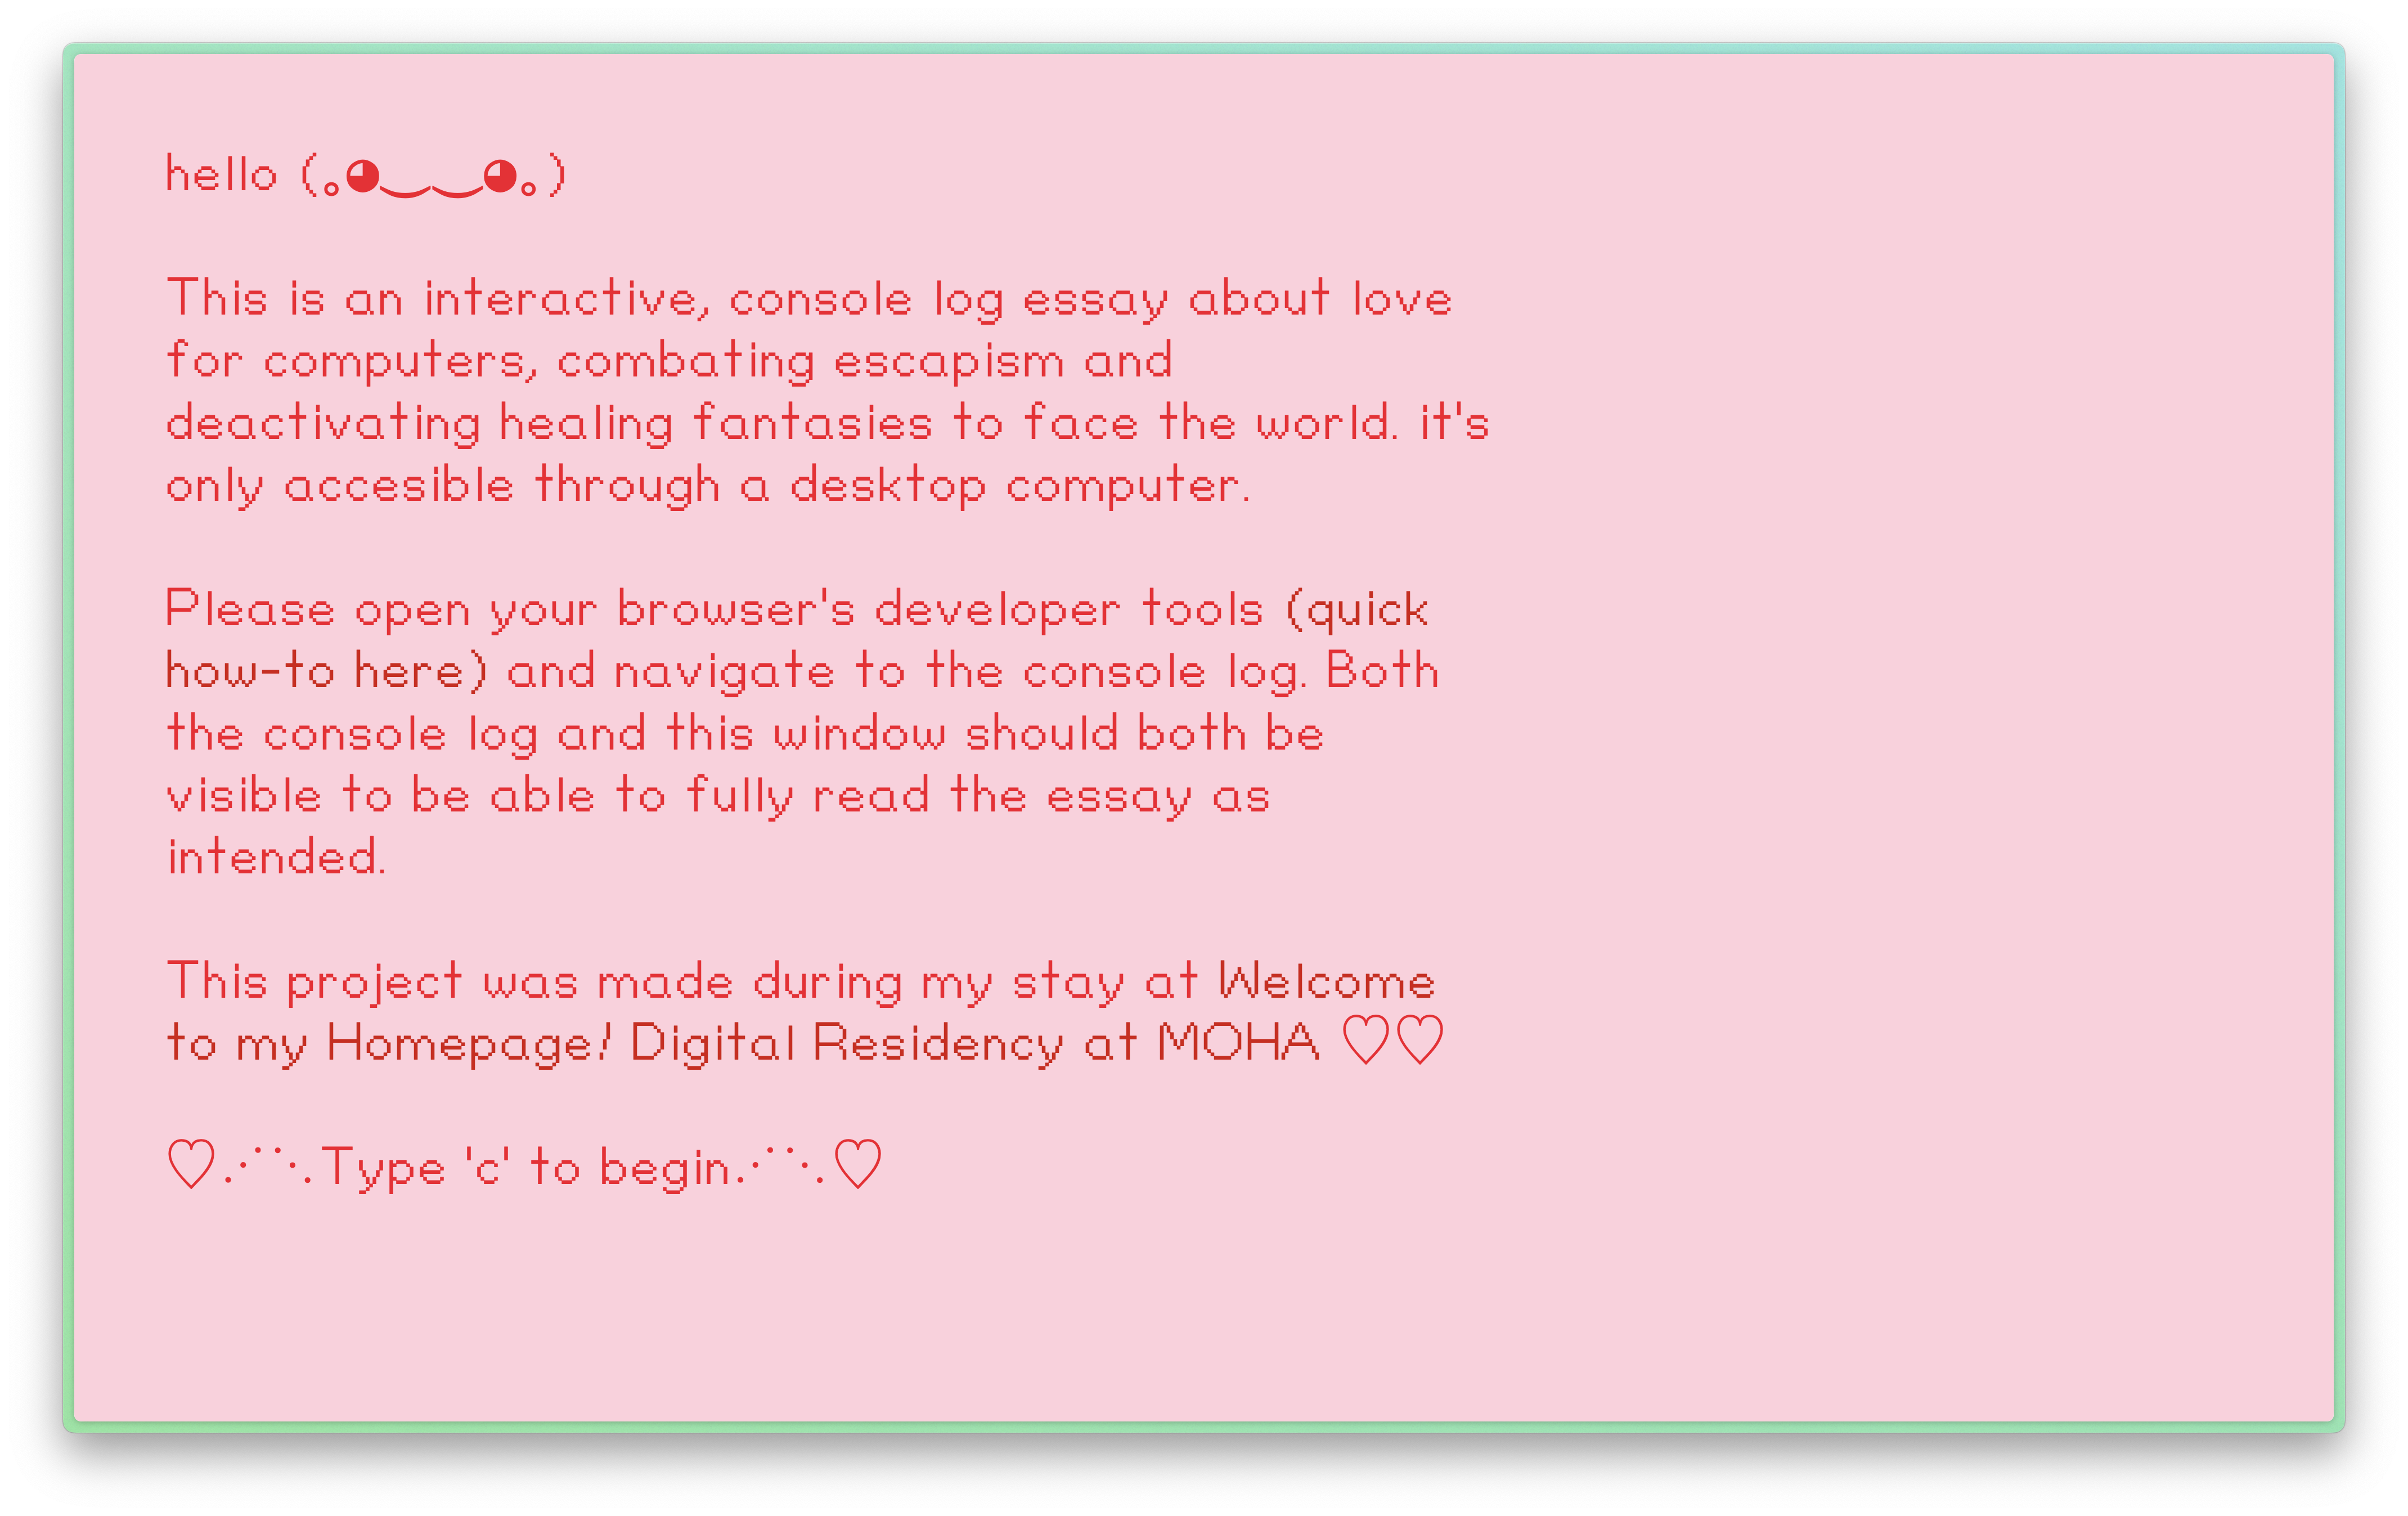 hello (｡◕‿‿◕｡)
This is an interactive, console log essay about love
for computers, combating escapism and
deactivating healing fantasies to face the world. it's
only accesible through a desktop computer.
Please open your browser's developer tools (quick
how-to here) and navigate to the console log. Both
the console log and this window should both be
visible to be able to fully read the essay as
intended.
This project was made during my stay at Welcome
to my Homepage! Digital Residency at MOHA ♡♡
♡⋰˙˙⋱Type 'c' to begin⋰˙˙⋱♡